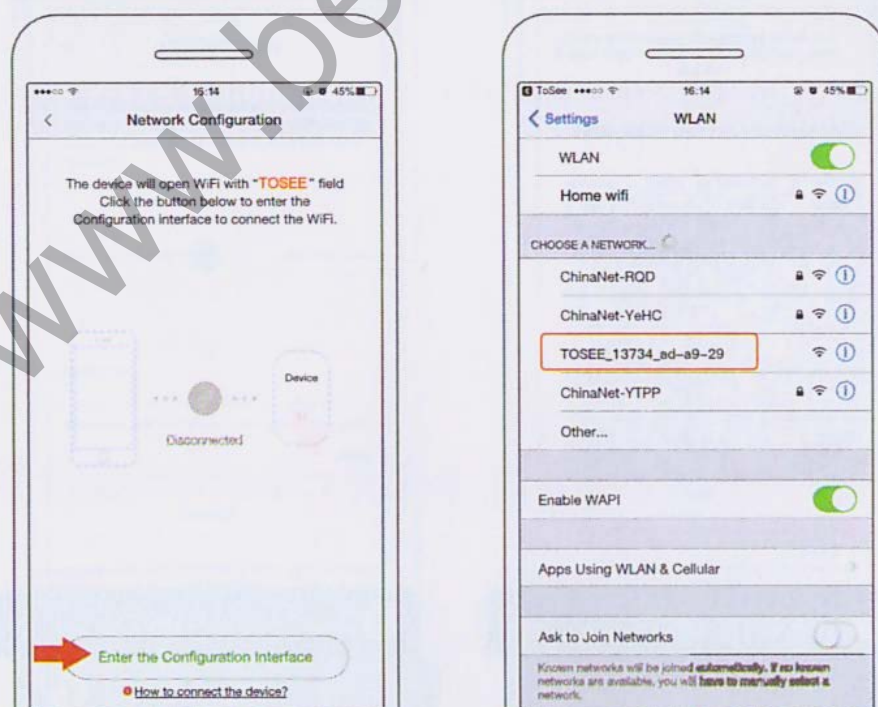 16:14
45%
Network Configuration
The device will open WiFi with "TOSEE" field
Click the button below to enter the
Configuration interface to connect the WiFi.
Device
Disconnected
Enter the Configuration Interface
How to connect the device?
ToSee
16:14
45%
Settings
WLAN
WLAN
Home wifi
CHOOSE A NETWORK...
ChinaNet-RQD
ChinaNet-YeHC
TOSEE_13734_ad-a9-29
ChinaNet-YTPP
Other...
Enable WAPI
Apps Using WLAN & Cellular
Ask to Join Networks
Known networks will be joined automatically. If no known
networks are available, you will have to manually select a
network.
www.be